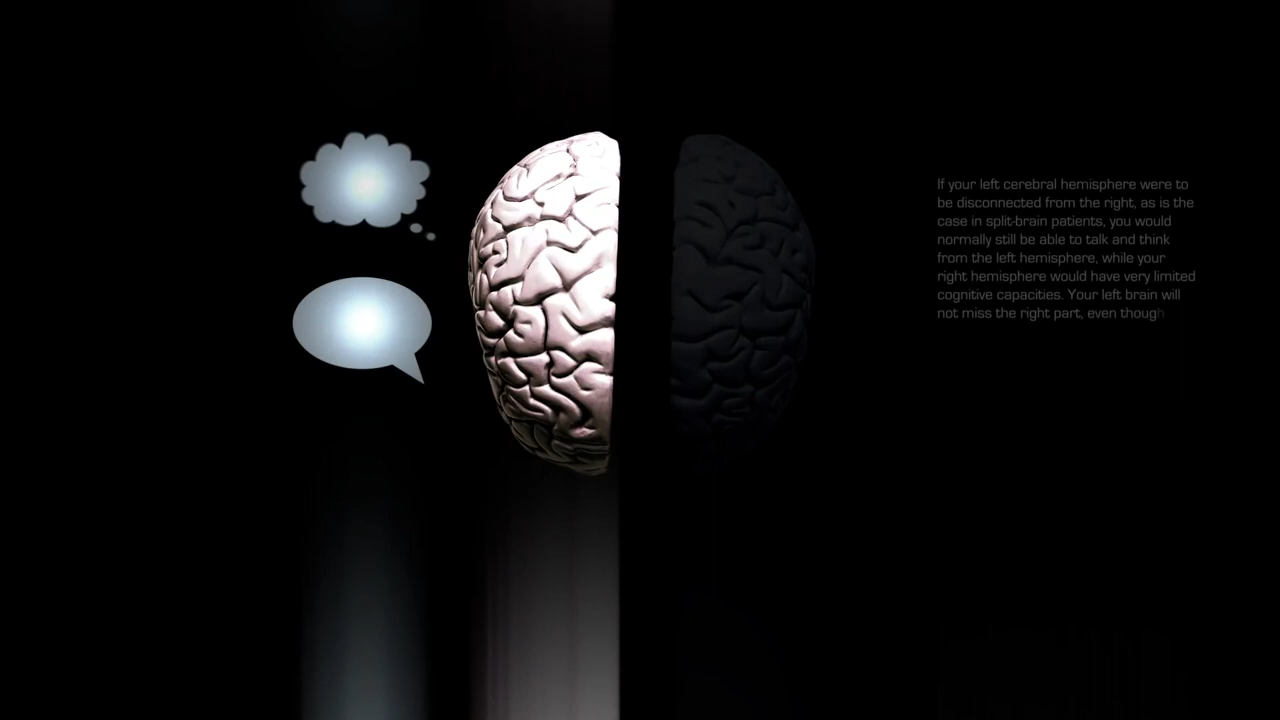 If your left cerebral hemisphere were to
be disconnected from the right, as is the
case in split-brain patients, you would
normally still be able to talk and think
from the left hemisphere, while your
right hemisphere would have very limited
cognitive capacities. Your left brain will
not miss the right part, even though